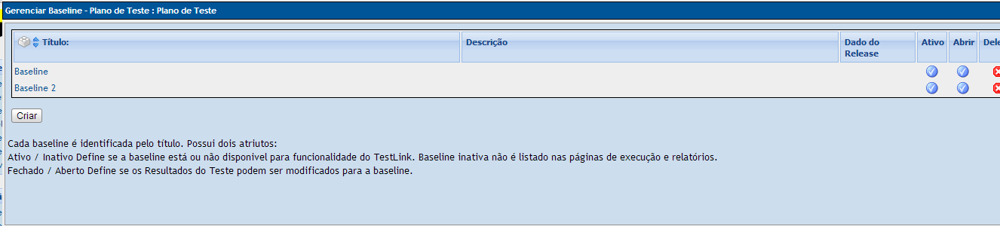 Gerenciar Baseline - Plano de Teste : Plano de Teste
Título: Descrição Dado do Release Ativo Abrir Dele
Baseline
Baseline 2
Criar
Cada baseline é identificada pelo título. Possui dois atriutos:
Ativo / Inativo Define se a baseline está ou não disponivel para funcionalidade do TestLink. Baseline inativa não é listado nas páginas de execução e relatórios.
Fechado / Aberto Define se os Resultados do Teste podem ser modificados para a baseline.